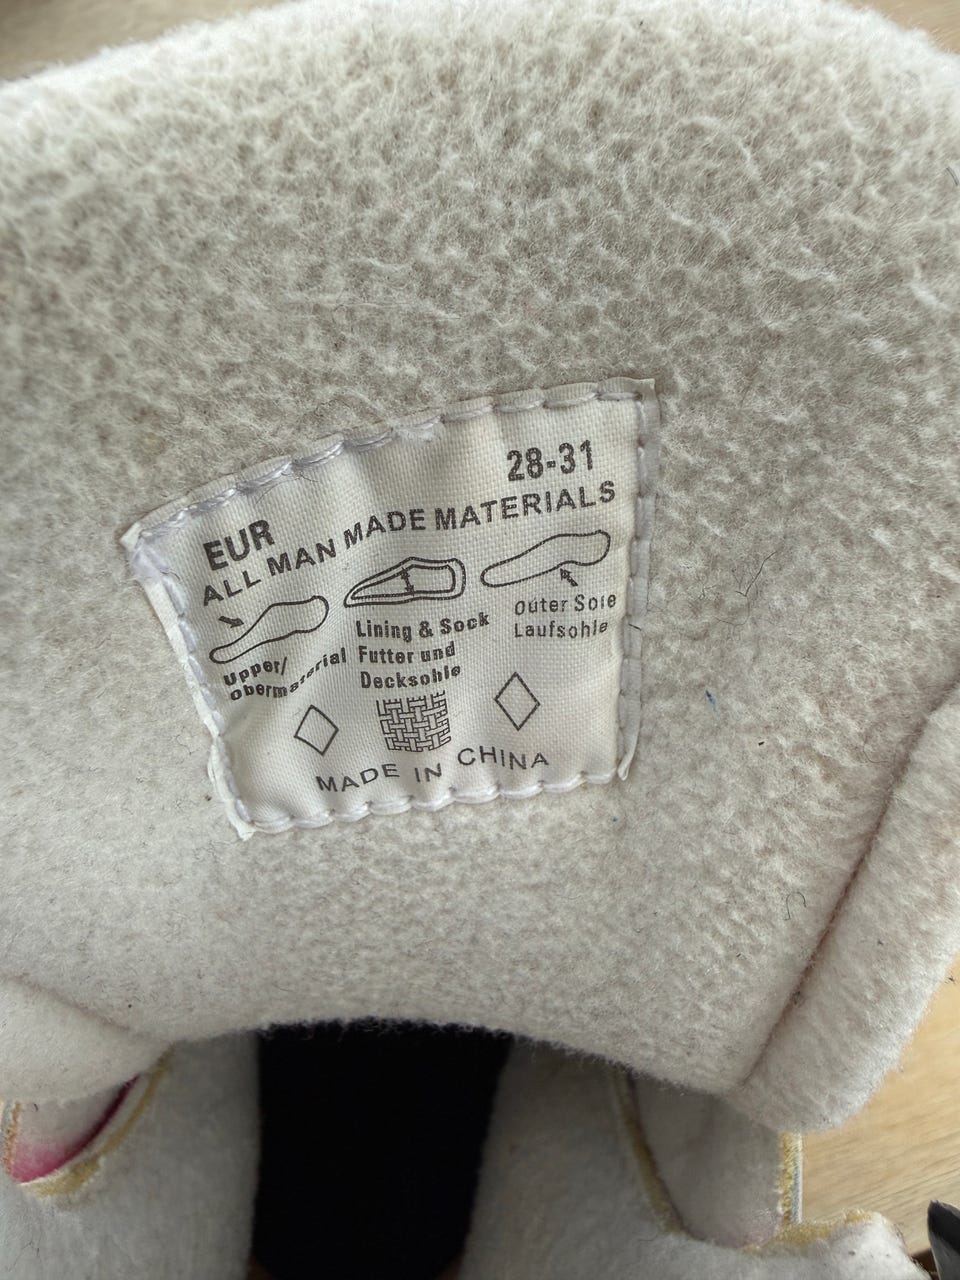 EUR 28-31
ALL MAN MADE MATERIALS
Upper/
Obermaterial
Lining & Sock
Futter und
Decksohle
Outer Sole
Laufsohle
MADE IN CHINA